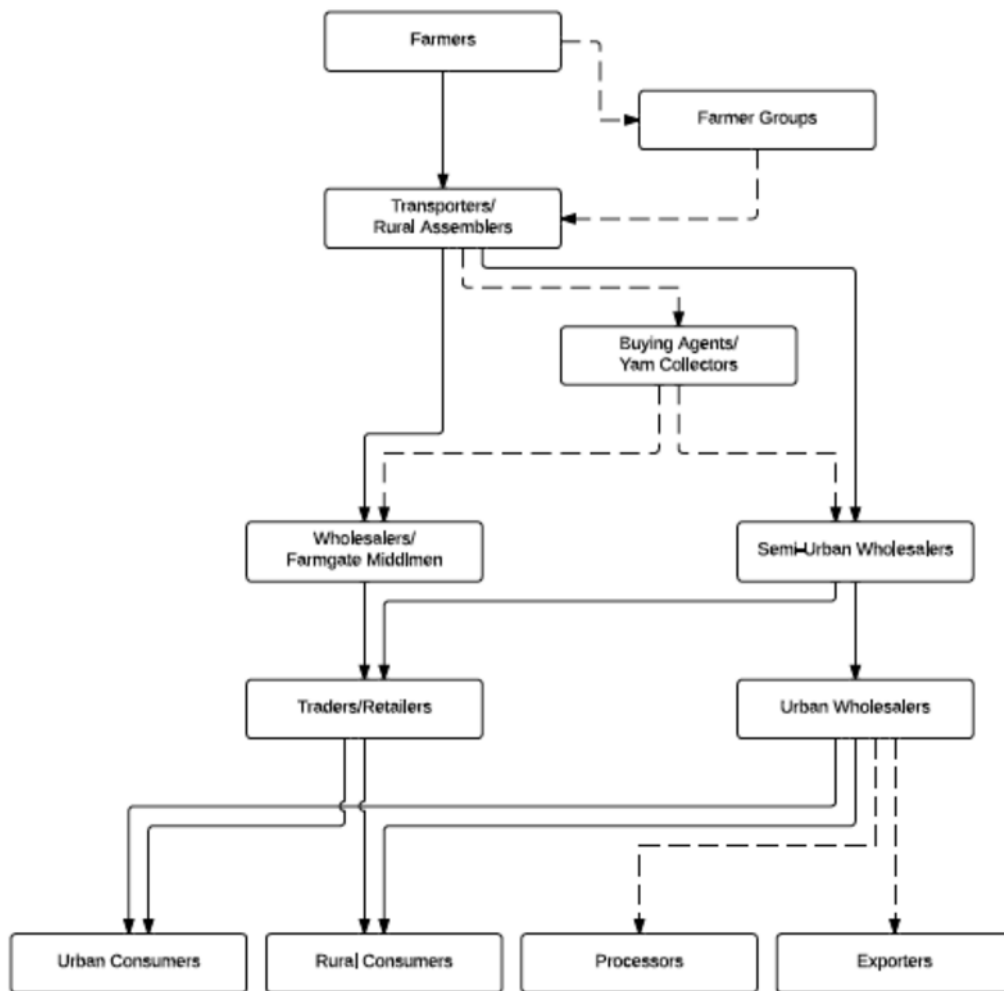 Farmers
Farmer Groups
Transporters/
Rural Assemblers
Buying Agents/
Yam Collectors
Wholesalers/
Farmgate Middlmen
Semi-Urban Wholesalers
Traders/Retailers
Urban Wholesalers
Urban Consumers
Rural Consumers
Processors
Exporters